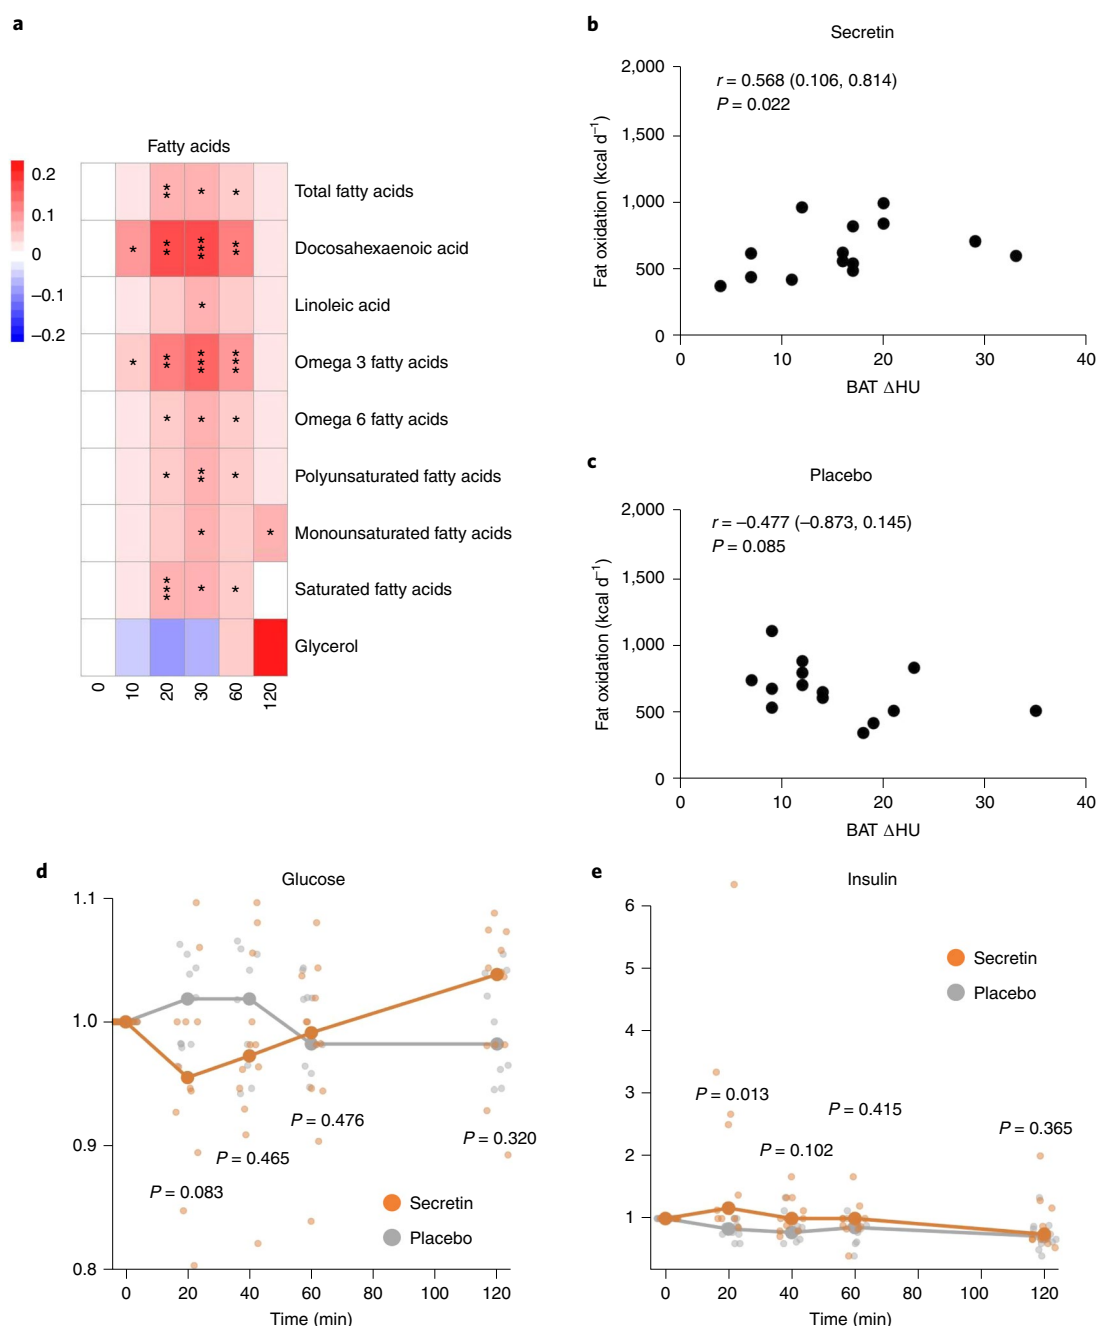 a
Fatty acids
0.2
0.1
0
–0.1
–0.2
** * * Total fatty acids
* ** *** ** Docosahexaenoic acid
* Linoleic acid
* ** *** *** Omega 3 fatty acids
* * * Omega 6 fatty acids
* ** * Polyunsaturated fatty acids
* * Monounsaturated fatty acids
*** * * Saturated fatty acids
Glycerol
0 10 20 30 60 120
b
Secretin
r = 0.568 (0.106, 0.814)
P = 0.022
Fat oxidation (kcal d⁻¹)
2,000
1,500
1,000
500
0
0 10 20 30 40
BAT ΔHU
c
Placebo
r = –0.477 (–0.873, 0.145)
P = 0.085
Fat oxidation (kcal d⁻¹)
2,000
1,500
1,000
500
0
0 10 20 30 40
BAT ΔHU
d
Glucose
1.1
1.0
0.9
0.8
P = 0.083
P = 0.465
P = 0.476
P = 0.320
Secretin
Placebo
0 20 40 60 80 100 120
Time (min)
e
Insulin
6
5
4
3
2
1
Secretin
Placebo
P = 0.013
P = 0.102
P = 0.415
P = 0.365
0 20 40 60 80 100 120
Time (min)